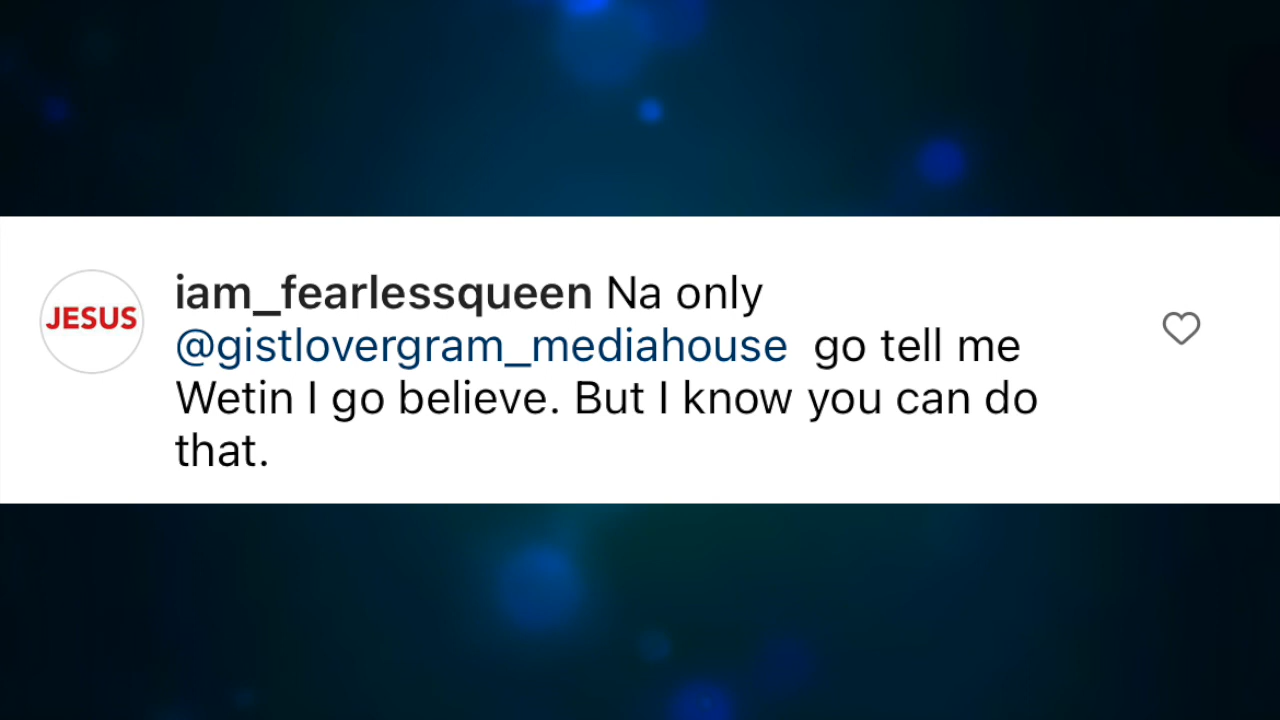 JESUS
iam_fearlessqueen Na only
@gistlovergram_mediahouse go tell me
Wetin I go believe. But I know you can do
that.